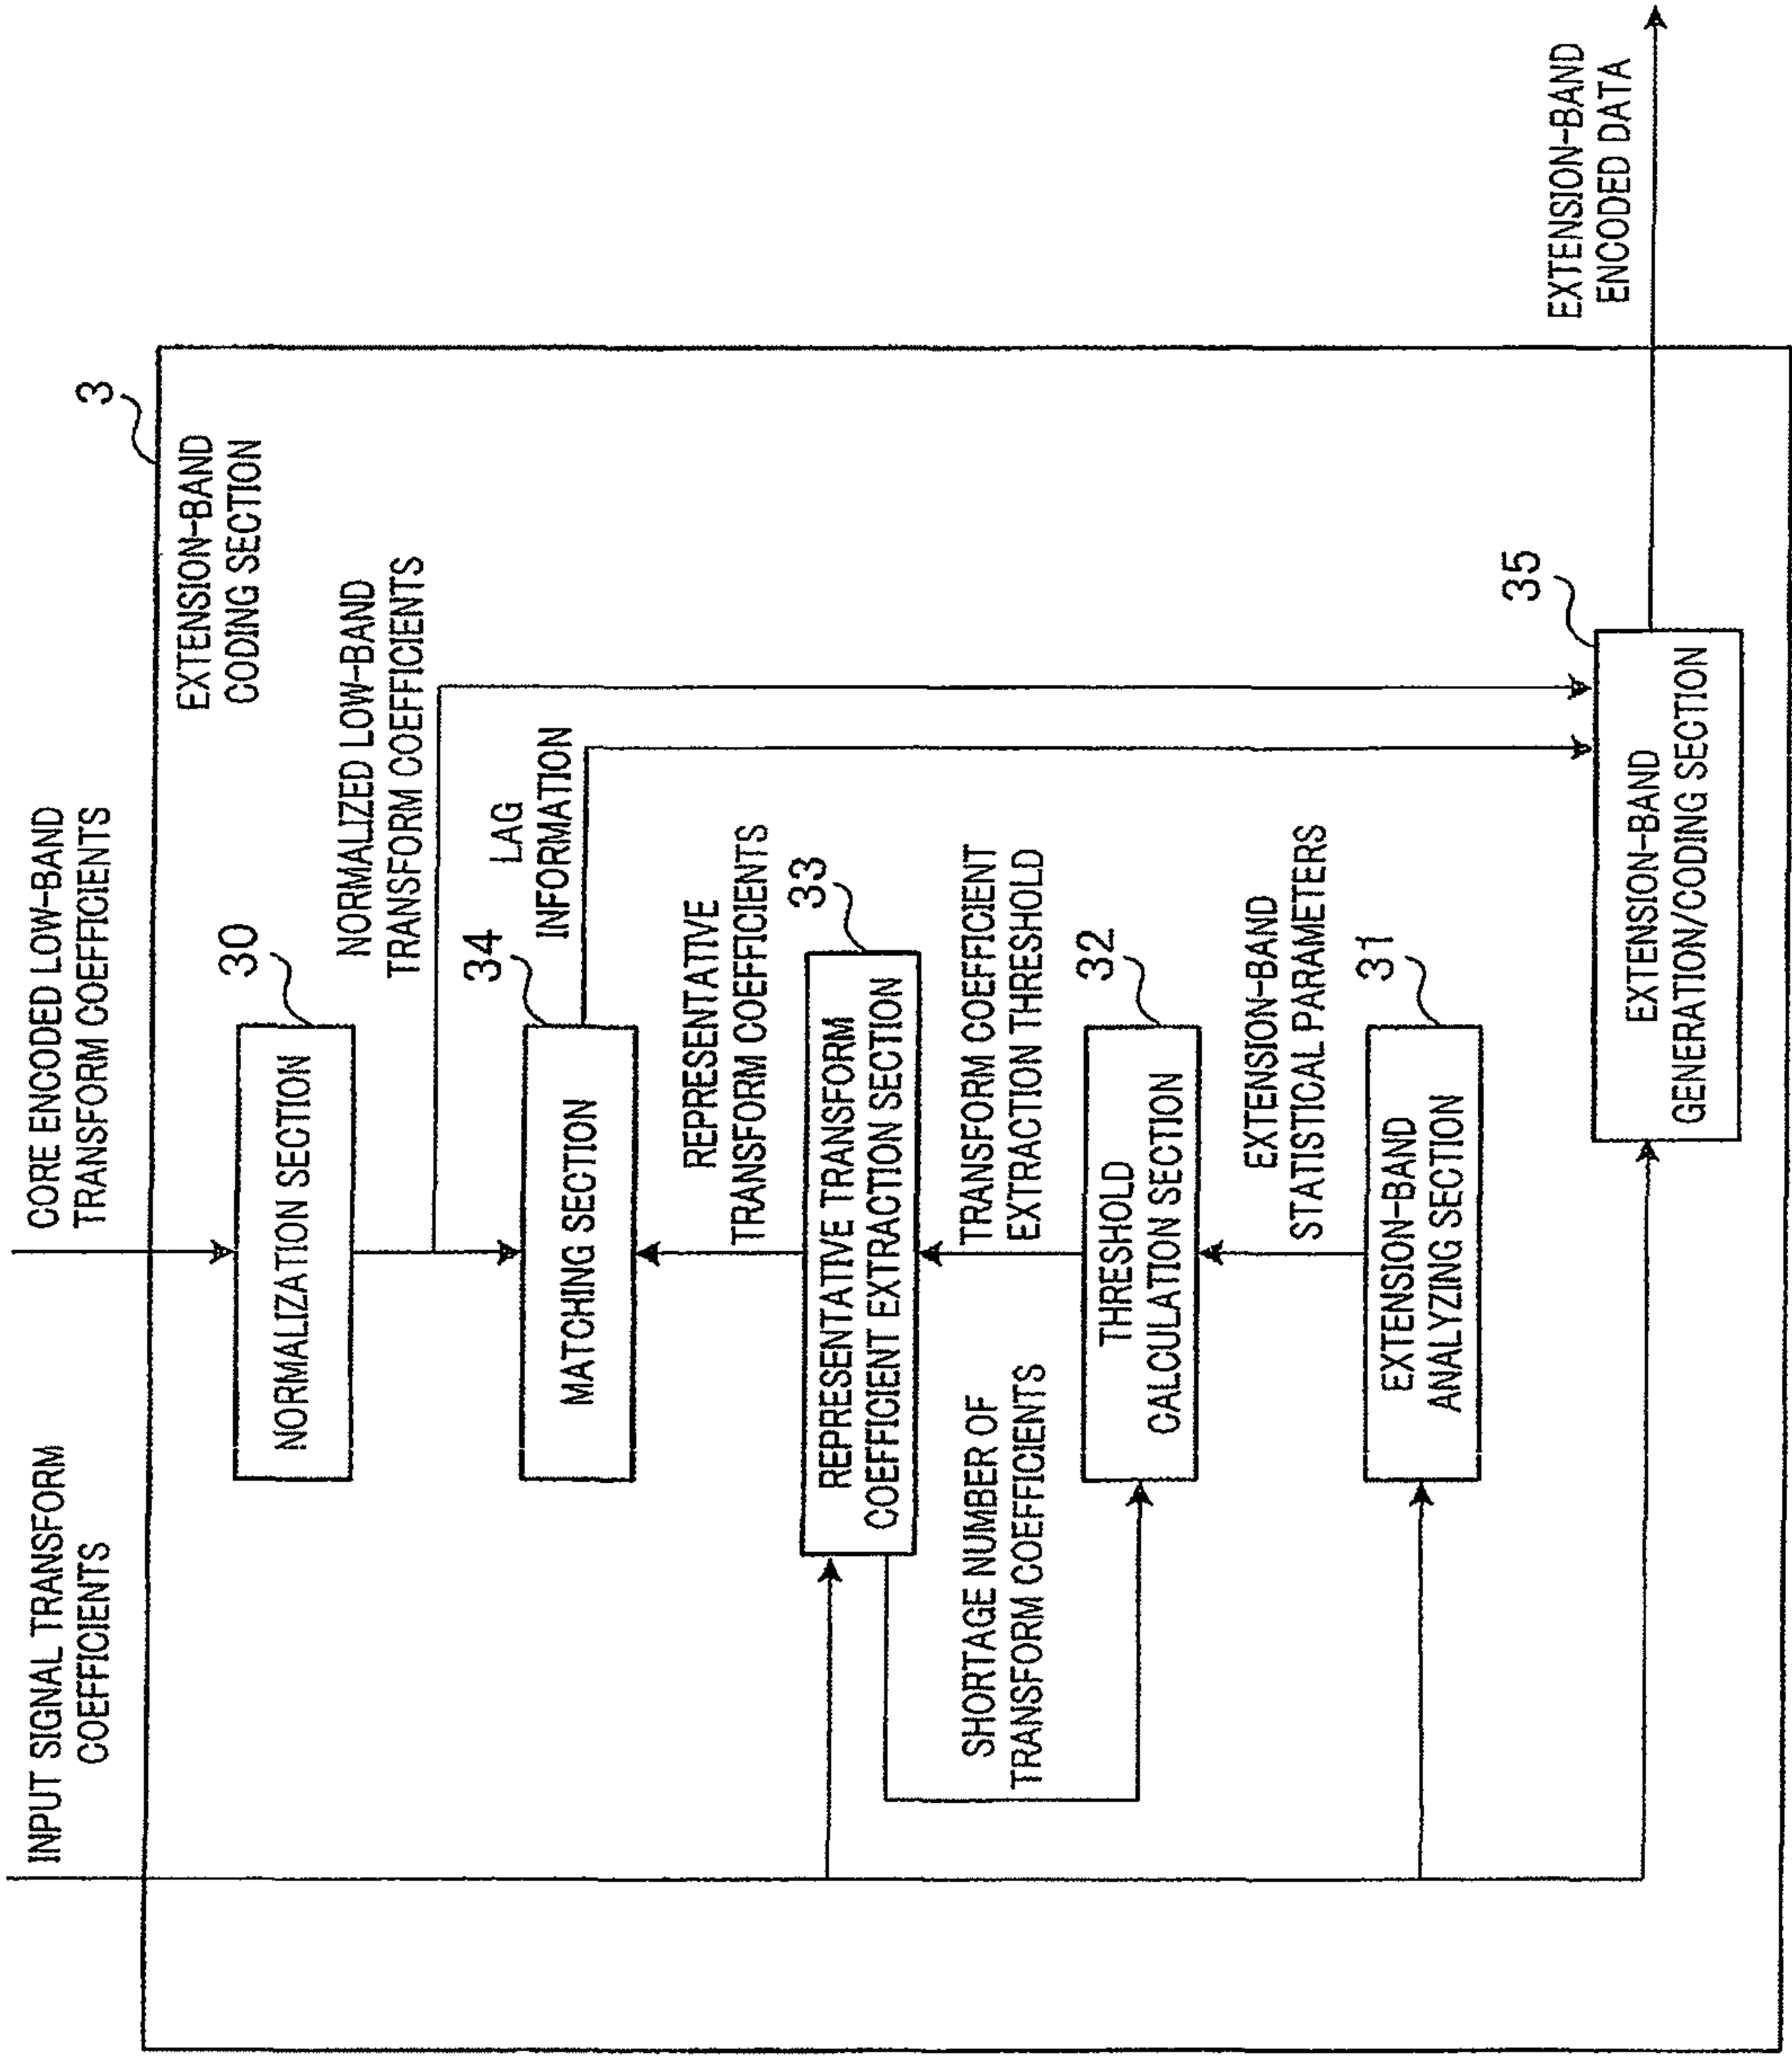 INPUT SIGNAL TRANSFORM
COEFFICIENTS
CORE ENCODED LOW-BAND
TRANSFORM COEFFICIENTS
3
EXTENSION-BAND
CODING SECTION
30
NORMALIZATION SECTION
NORMALIZED LOW-BAND
TRANSFORM COEFFICIENTS
34
MATCHING SECTION
LAG
INFORMATION
REPRESENTATIVE
TRANSFORM COEFFICIENTS
33
REPRESENTATIVE TRANSFORM
COEFFICIENT EXTRACTION SECTION
SHORTAGE NUMBER OF
TRANSFORM COEFFICIENTS
TRANSFORM COEFFICIENT
EXTRACTION THRESHOLD
32
THRESHOLD
CALCULATION SECTION
EXTENSION-BAND
STATISTICAL PARAMETERS
31
EXTENSION-BAND
ANALYZING SECTION
35
EXTENSION-BAND
GENERATION/CODING SECTION
EXTENSION-BAND
ENCODED DATA